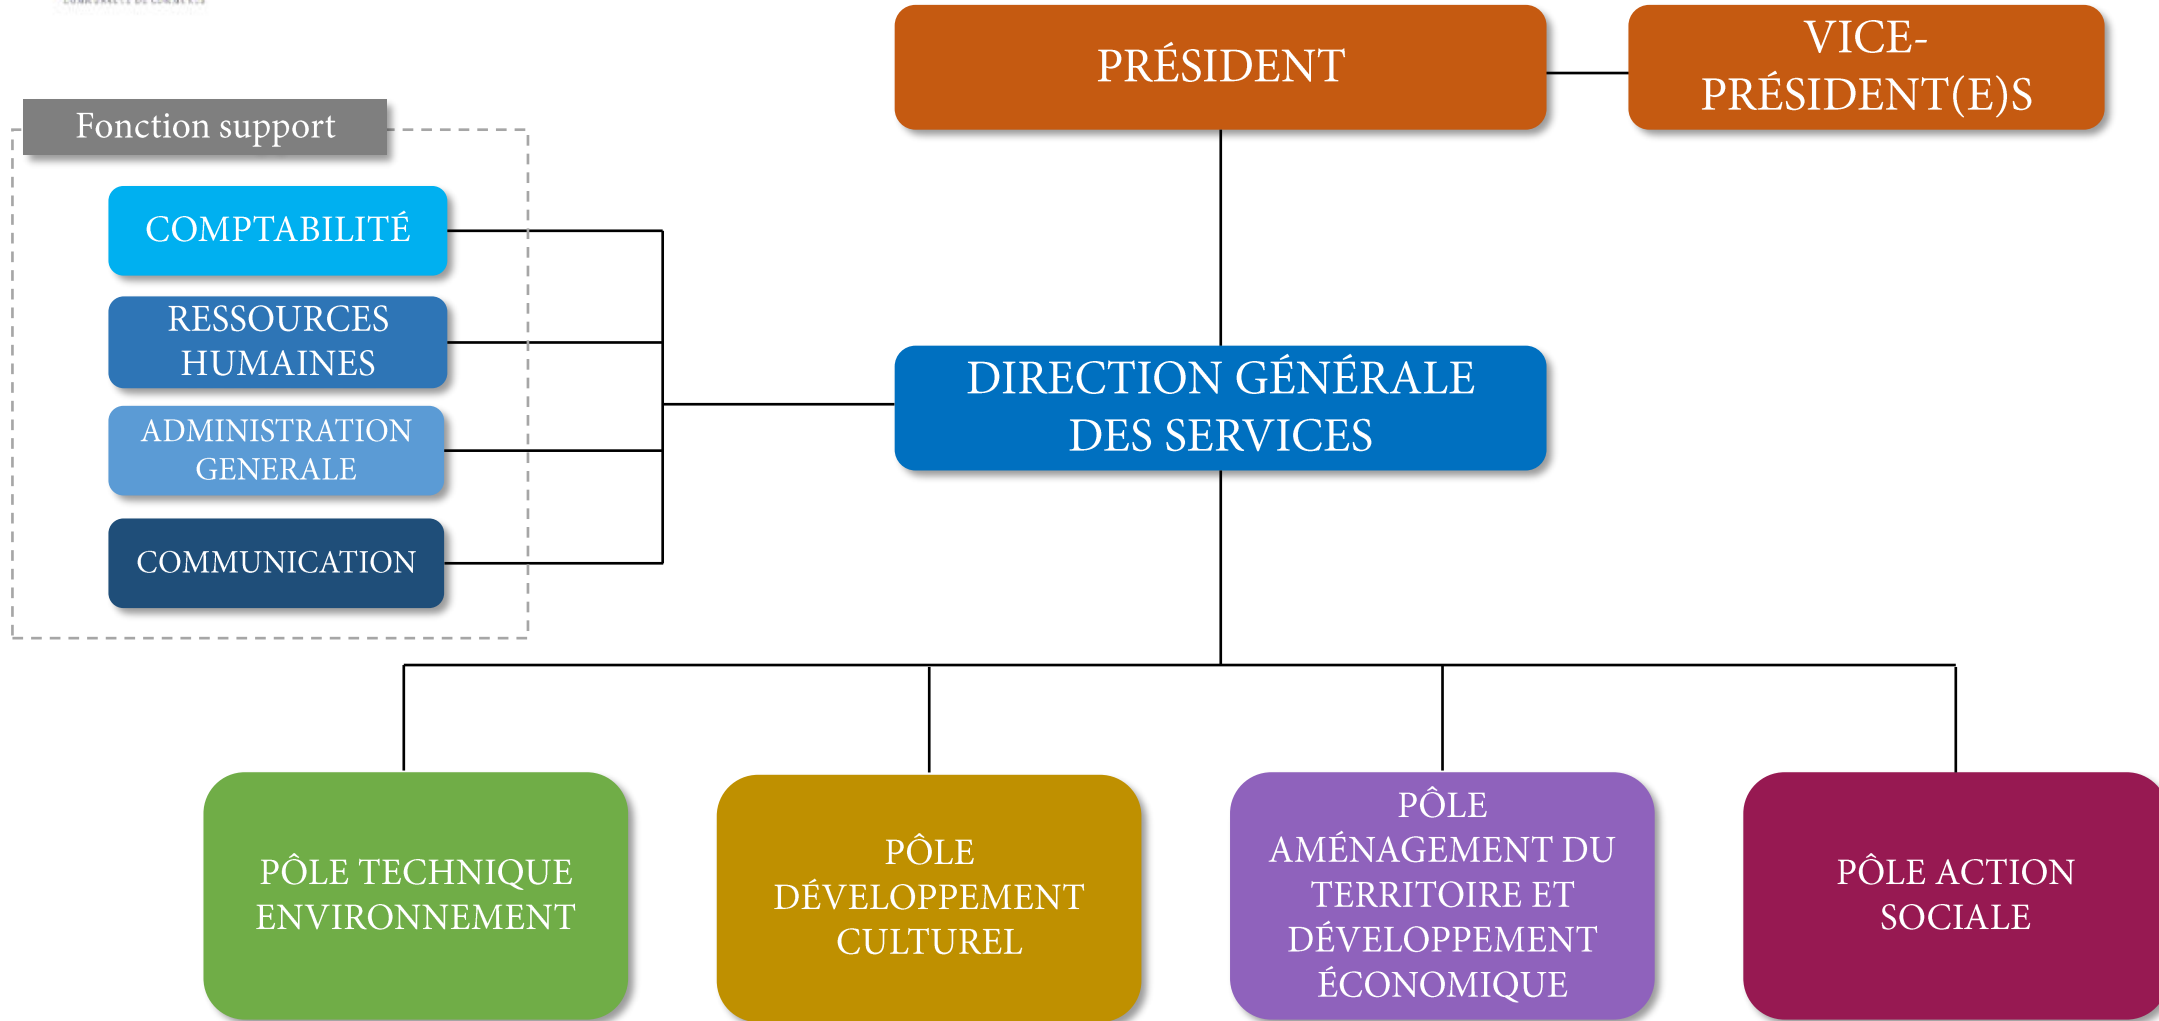 PRÉSIDENT
VICE-
PRÉSIDENT(E)S
Fonction support
COMPTABILITÉ
RESSOURCES
HUMAINES
ADMINISTRATION
GENERALE
COMMUNICATION
DIRECTION GÉNÉRALE
DES SERVICES
PÔLE TECHNIQUE
ENVIRONNEMENT
PÔLE
DÉVELOPPEMENT
CULTUREL
PÔLE
AMÉNAGEMENT DU
TERRITOIRE ET
DÉVELOPPEMENT
ÉCONOMIQUE
PÔLE ACTION
SOCIALE